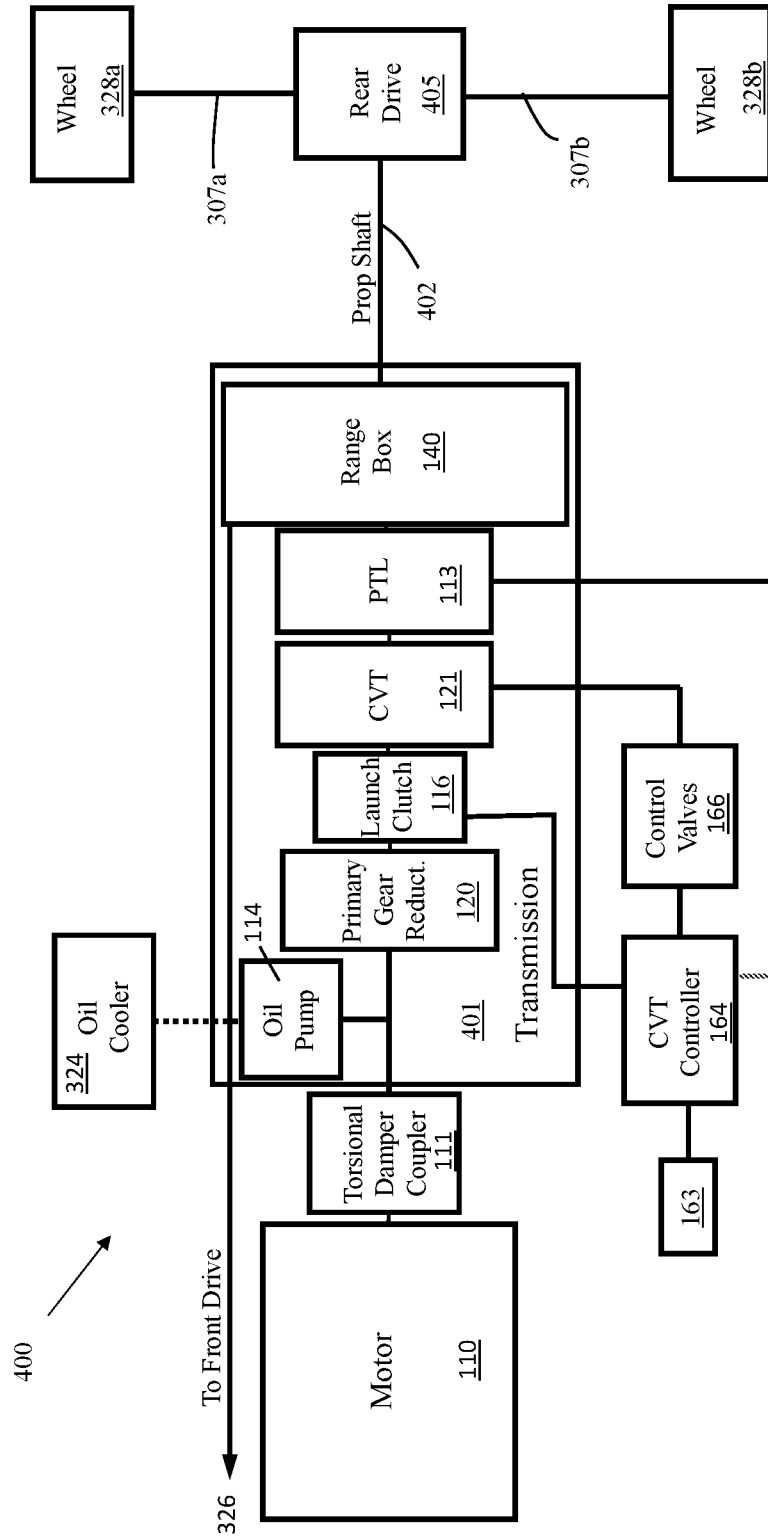 400
324
Oil
Cooler
Wheel
328a
326
To Front Drive
307a
114
Oil
Pump
Motor
110
Torsional
Damper
Coupler
111
Primary
Gear
Reduct.
120
Launch
Clutch
116
CVT
121
PTL
113
Range
Box
140
Prop Shaft
402
Rear
Drive
405
401
Transmission
307b
163
CVT
Controller
164
Control
Valves
166
Wheel
328b